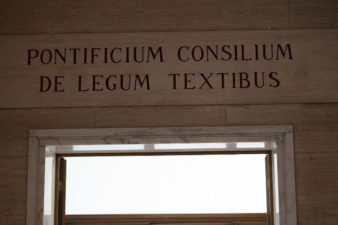 PONTIFICIUM CONSILIUM
DE LEGUM TEXTIBUS